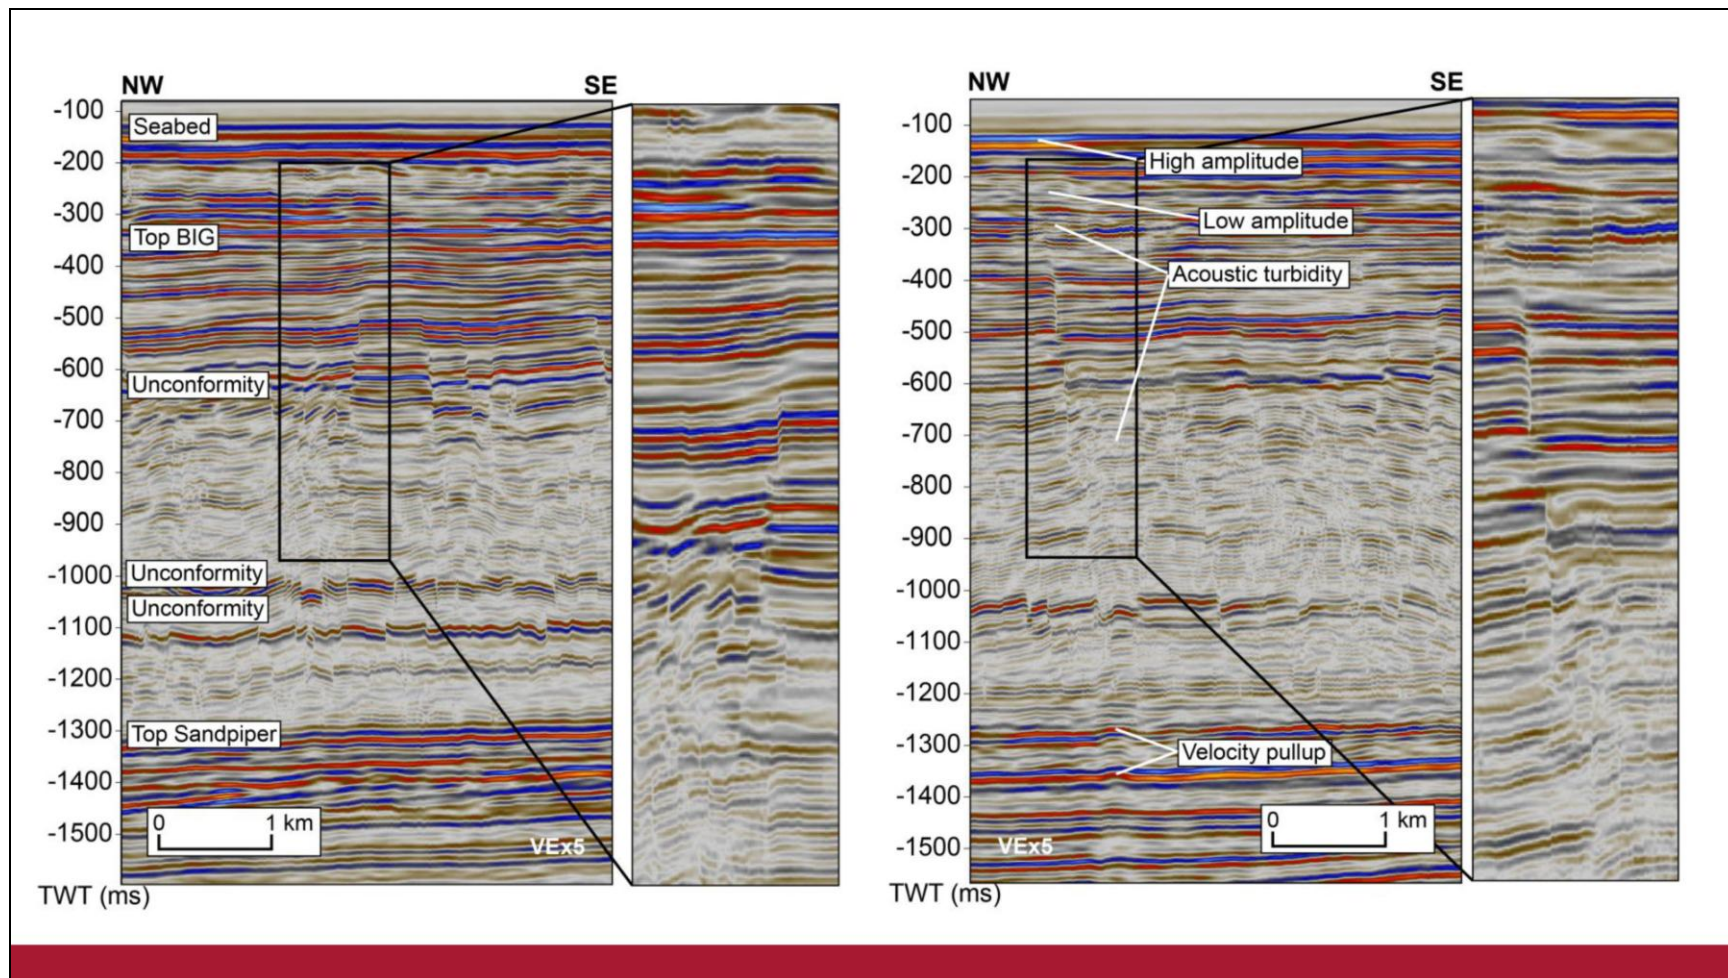 NW SE
-100
Seabed
-200
-300
Top BIG
-400
-500
-600
Unconformity
-700
-800
-900
Unconformity
-1000
Unconformity
-1100
-1200
-1300
Top Sandpiper
-1400
0 1 km
-1500
VEx5
TWT (ms)
NW SE
-100
High amplitude
-200
Low amplitude
-300
Acoustic turbidity
-400
-500
-600
-700
-800
-900
-1000
-1100
-1200
-1300
Velocity pullup
-1400
0 1 km
-1500
VEx5
TWT (ms)